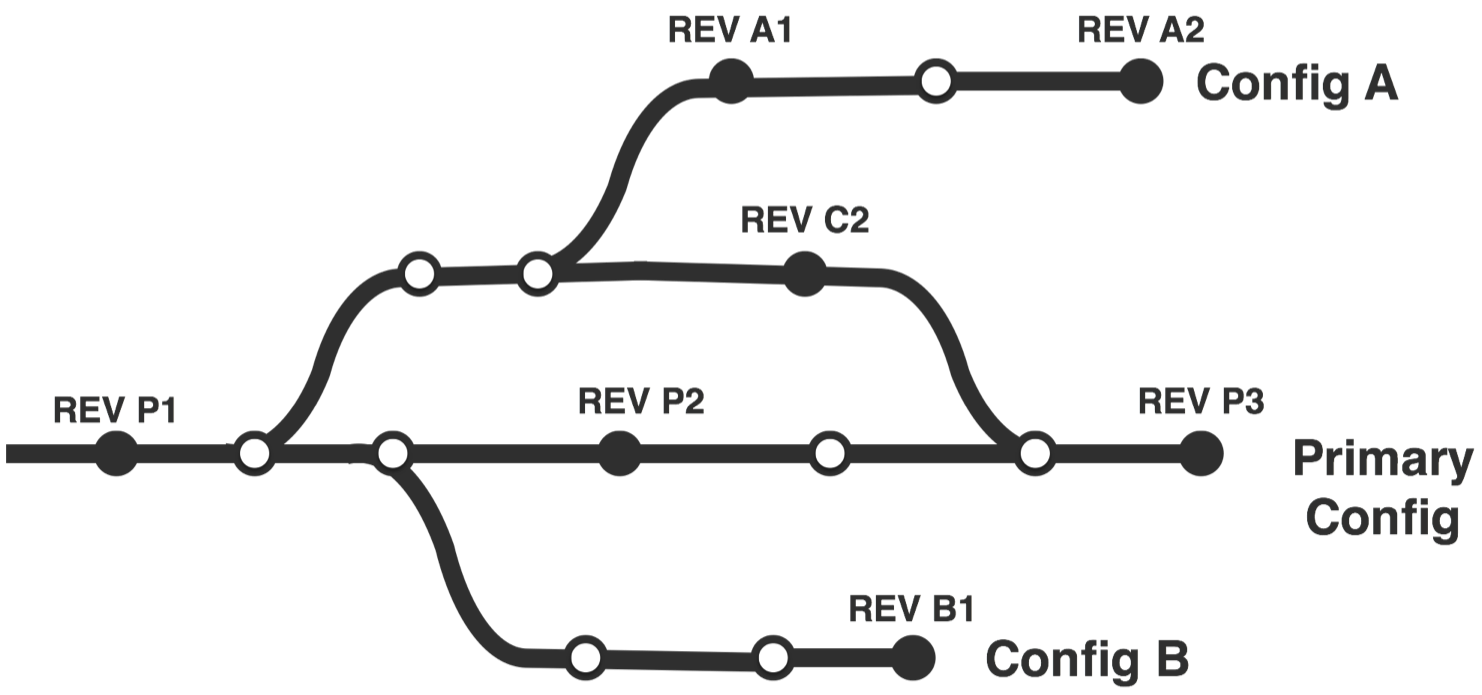 REV A1
REV A2
Config A
REV C2
REV P1
REV P2
REV P3
Primary
Config
REV B1
Config B